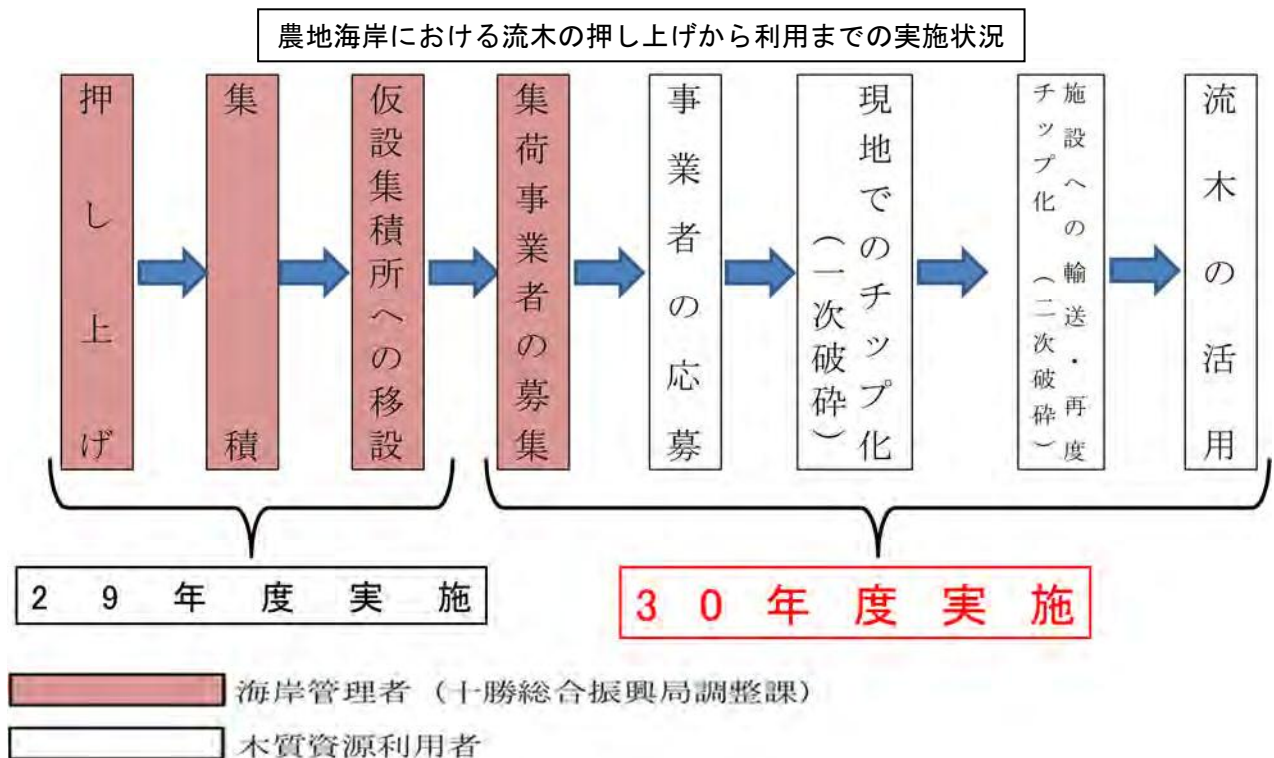 農地海岸における流木の押し上げから利用までの実施状況
押し上げ
集積
仮設集積所への移設
集荷事業者の募集
事業者の応募
現地でのチップ化
（一次破砕）
施設への輸送・再度
チップ化（二次破砕）
流木の活用
29年度実施
30年度実施
海岸管理者（十勝総合振興局調整課）
木質資源利用者